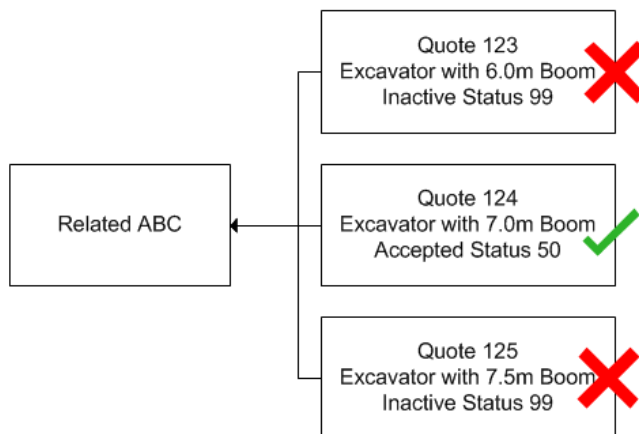 Quote 123
Excavator with 6.0m Boom
Inactive Status 99
Related ABC
Quote 124
Excavator with 7.0m Boom
Accepted Status 50
Quote 125
Excavator with 7.5m Boom
Inactive Status 99